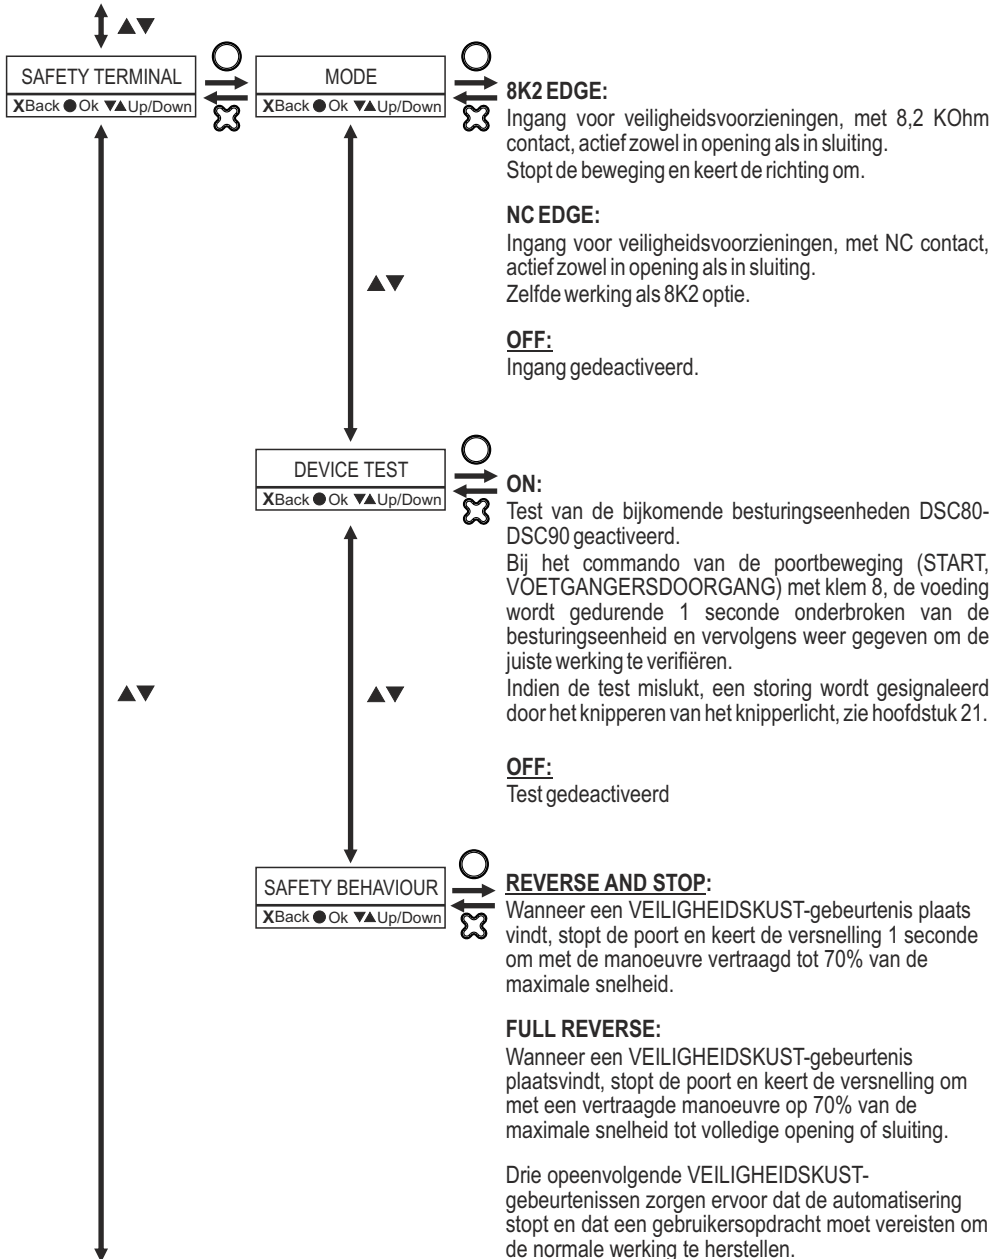 ▲▼
SAFETY TERMINAL
XBack ●Ok ▼▲Up/Down
MODE
XBack ●Ok ▼▲Up/Down
8K2 EDGE:
Ingang voor veiligheidsvoorzieningen, met 8,2 KOhm
contact, actief zowel in opening als in sluiting.
Stopt de beweging en keert de richting om.
NC EDGE:
Ingang voor veiligheidsvoorzieningen, met NC contact,
actief zowel in opening als in sluiting.
Zelfde werking als 8K2 optie.
▲▼
OFF:
Ingang gedeactiveerd.
DEVICE TEST
XBack ●Ok ▼▲Up/Down
ON:
Test van de bijkomende besturingseenheden DSC80-
DSC90 geactiveerd.
Bij het commando van de poortbeweging (START,
VOETGANGERSDOORGANG) met klem 8, de voeding
wordt gedurende 1 seconde onderbroken van de
besturingseenheid en vervolgens weer gegeven om de
juiste werking te verifiëren.
Indien de test mislukt, een storing wordt gesignaleerd
door het knipperen van het knipperlicht, zie hoofdstuk 21.
▲▼
▲▼
OFF:
Test gedeactiveerd
SAFETY BEHAVIOUR
XBack ●Ok ▼▲Up/Down
REVERSE AND STOP:
Wanneer een VEILIGHEIDSKUST-gebeurtenis plaats
vindt, stopt de poort en keert de versnelling 1 seconde
om met de manoeuvre vertraagd tot 70% van de
maximale snelheid.
FULL REVERSE:
Wanneer een VEILIGHEIDSKUST-gebeurtenis
plaatsvindt, stopt de poort en keert de versnelling om
met een vertraagde manoeuvre op 70% van de
maximale snelheid tot volledige opening of sluiting.
Drie opeenvolgende VEILIGHEIDSKUST-
gebeurtenissen zorgen ervoor dat de automatisering
stopt en dat een gebruikersopdracht moet vereisten om
de normale werking te herstellen.